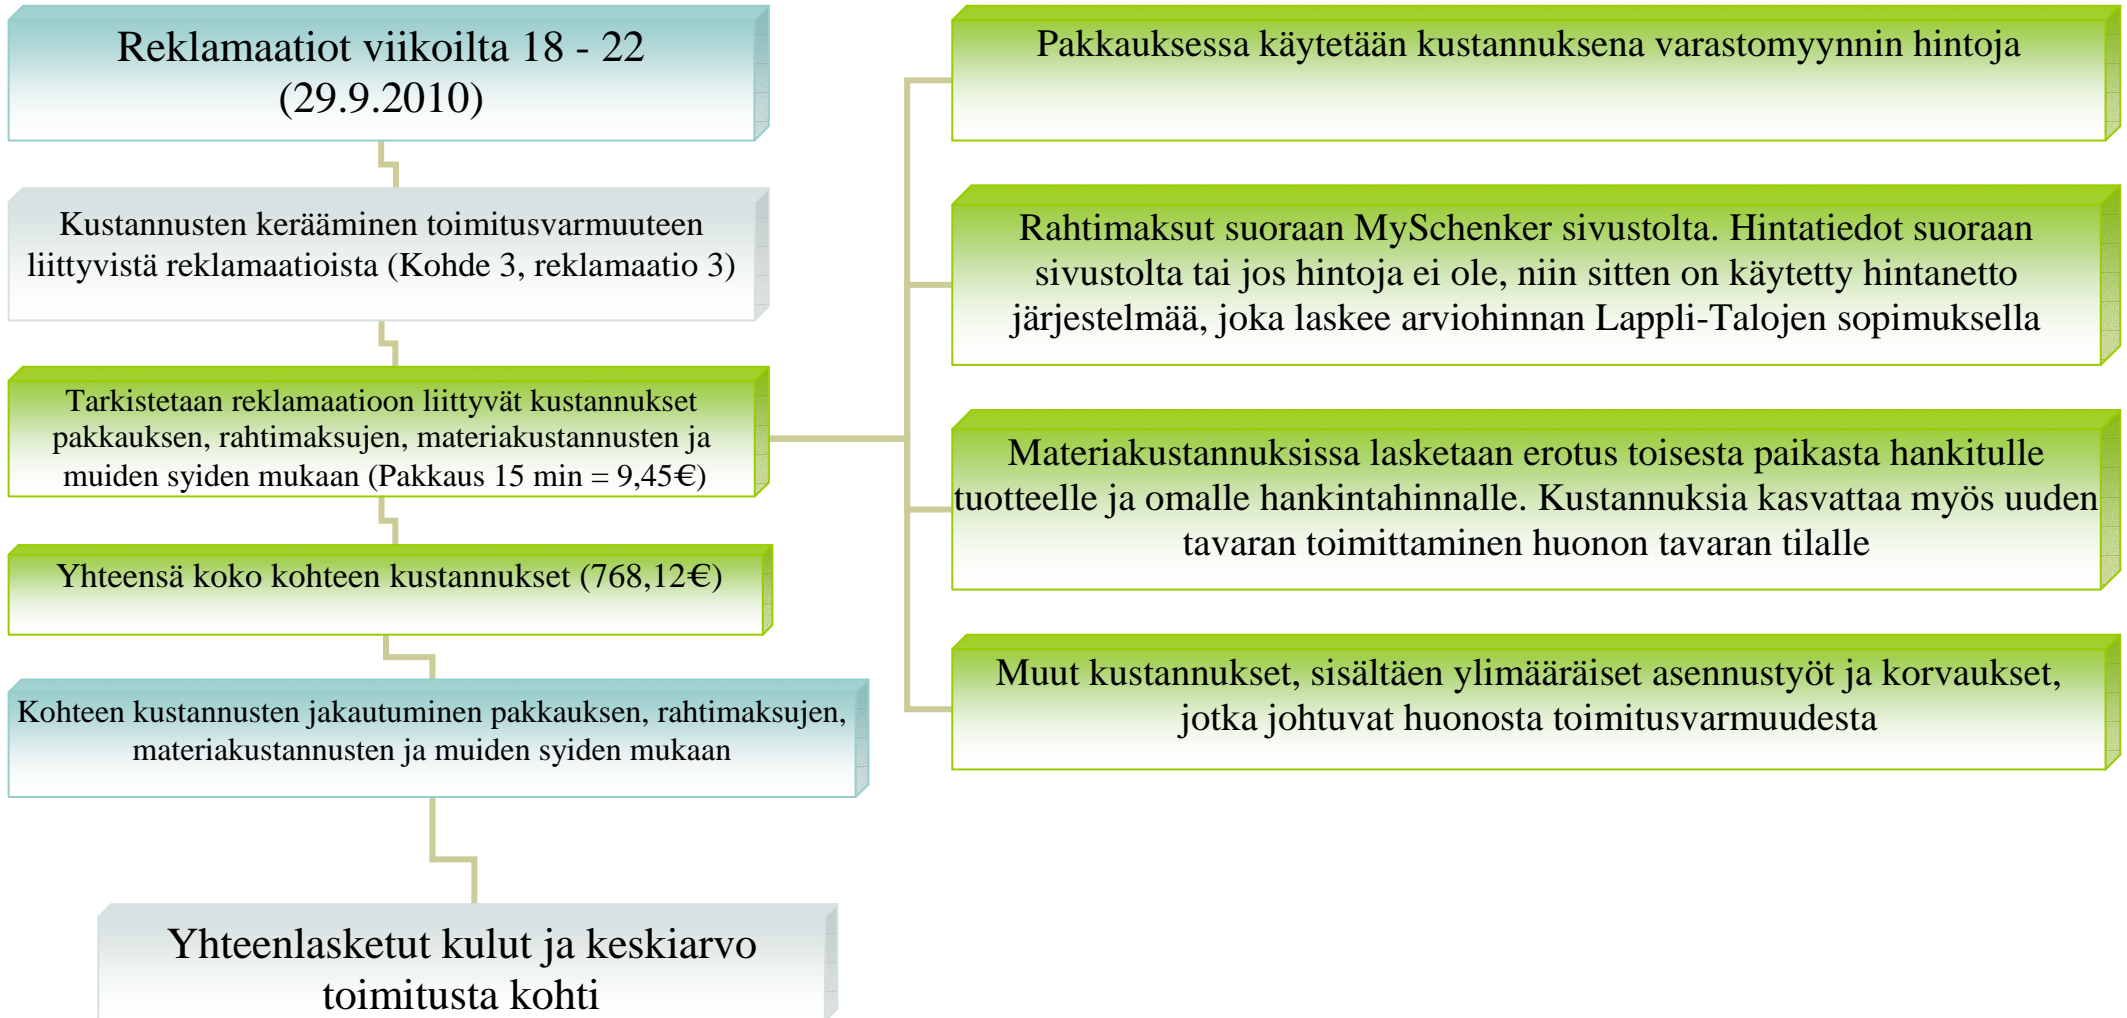 Reklamaatiot viikoilta 18 - 22
(29.9.2010)
Kustannusten kerääminen toimitusvarmuuteen
liittyvistä reklamaatioista (Kohde 3, reklamaatio 3)
Tarkistetaan reklamaatioon liittyvät kustannukset
pakkauksen, rahtimaksujen, materiakustannusten ja
muiden syiden mukaan (Pakkaus 15 min = 9,45€)
Yhteensä koko kohteen kustannukset (768,12€)
Kohteen kustannusten jakautuminen pakkauksen, rahtimaksujen,
materiakustannusten ja muiden syiden mukaan
Yhteenlasketut kulut ja keskiarvo
toimitusta kohti
Pakkauksessa käytetään kustannuksena varastomyynnin hintoja
Rahtimaksut suoraan MySchenker sivustolta. Hintatiedot suoraan
sivustolta tai jos hintoja ei ole, niin sitten on käytetty hintanetto
järjestelmää, joka laskee arviohinnan Lappli-Talojen sopimuksella
Materiakustannuksissa lasketaan erotus toisesta paikasta hankitulle
tuotteelle ja omalle hankintahinnalle. Kustannuksia kasvattaa myös uuden
tavaran toimittaminen huonon tavaran tilalle
Muut kustannukset, sisältäen ylimääräiset asennustyöt ja korvaukset,
jotka johtuvat huonosta toimitusvarmuudesta